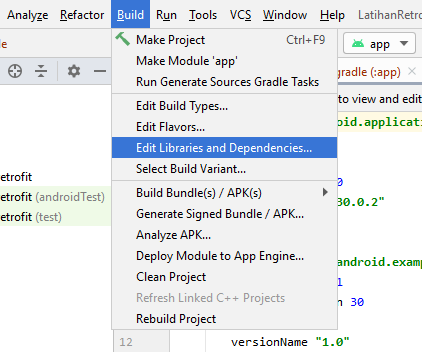 Analyze Refactor Build Run Tools VCS Window Help LatihanRetro
Make Project Ctrl+F9
app
Make Module 'app'
gradle (:app)
Run Generate Sources Gradle Tasks
Edit Build Types...
to view and edit
Edit Flavors...
oid.applicati
Edit Libraries and Dependencies...
Select Build Variant...
etrofit
Build Bundle(s) / APK(s)
0
etrofit (androidTest)
30.0.2"
etrofit (test)
Generate Signed Bundle / APK...
Analyze APK...
Deploy Module to App Engine...
android.examp
Clean Project
1
Refresh Linked C++ Projects
n 30
Rebuild Project
12 versionName "1.0"